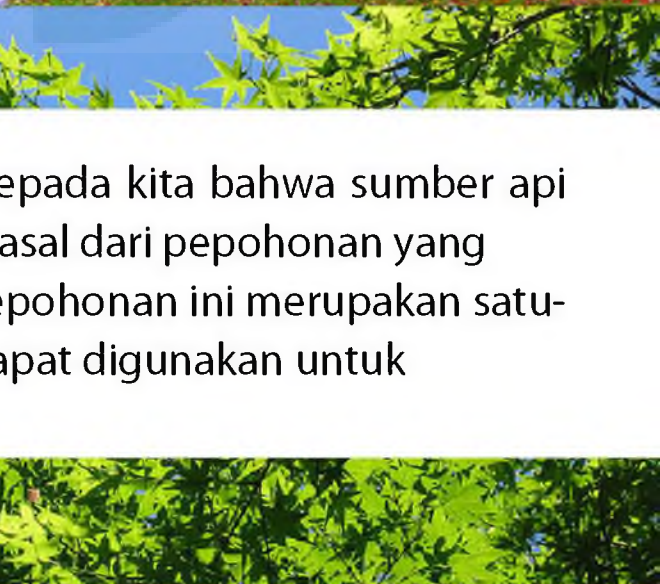 epada kita bahwa sumber api
asal dari pepohonan yang
epohonan ini merupakan satu-
apat digunakan untuk